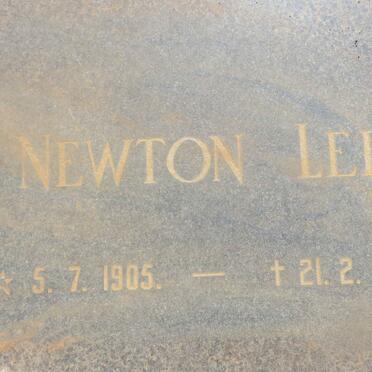 NEWTON
☆ 5. 7. 1905. — † 21. 2.